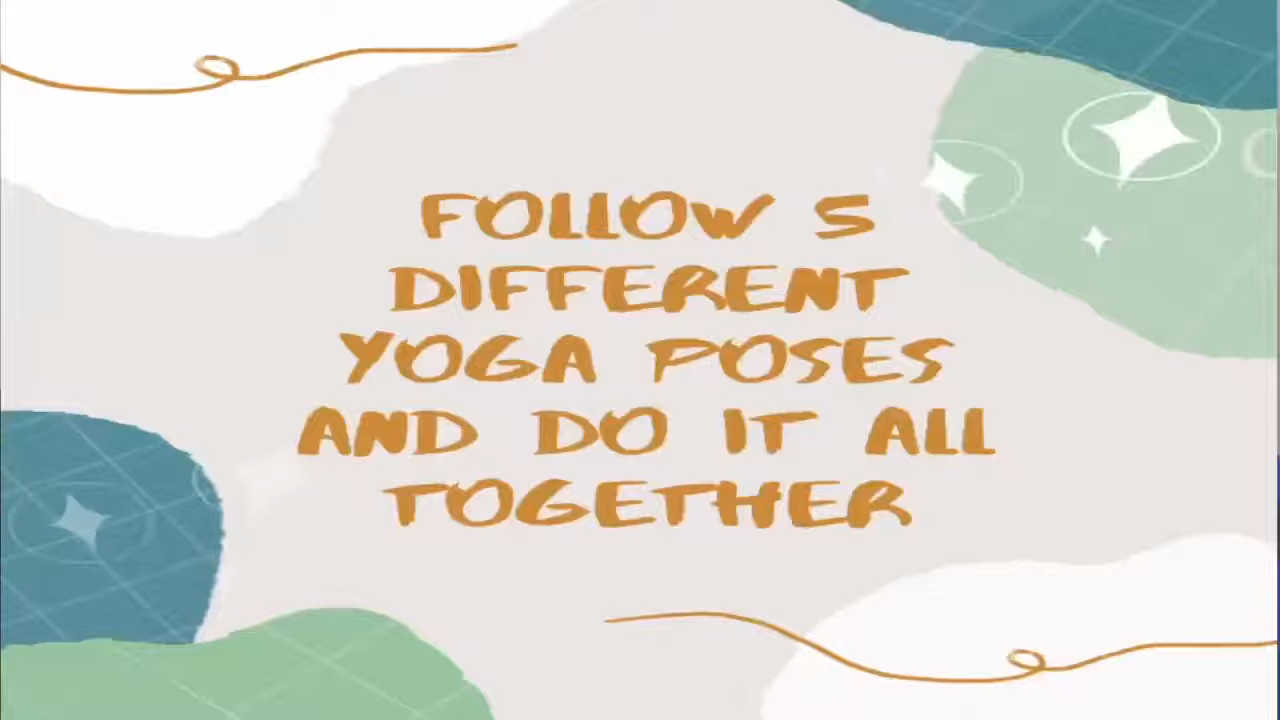 FOLLOW 5
DIFFERENT
YOGA POSES
AND DO IT ALL
TOGETHER